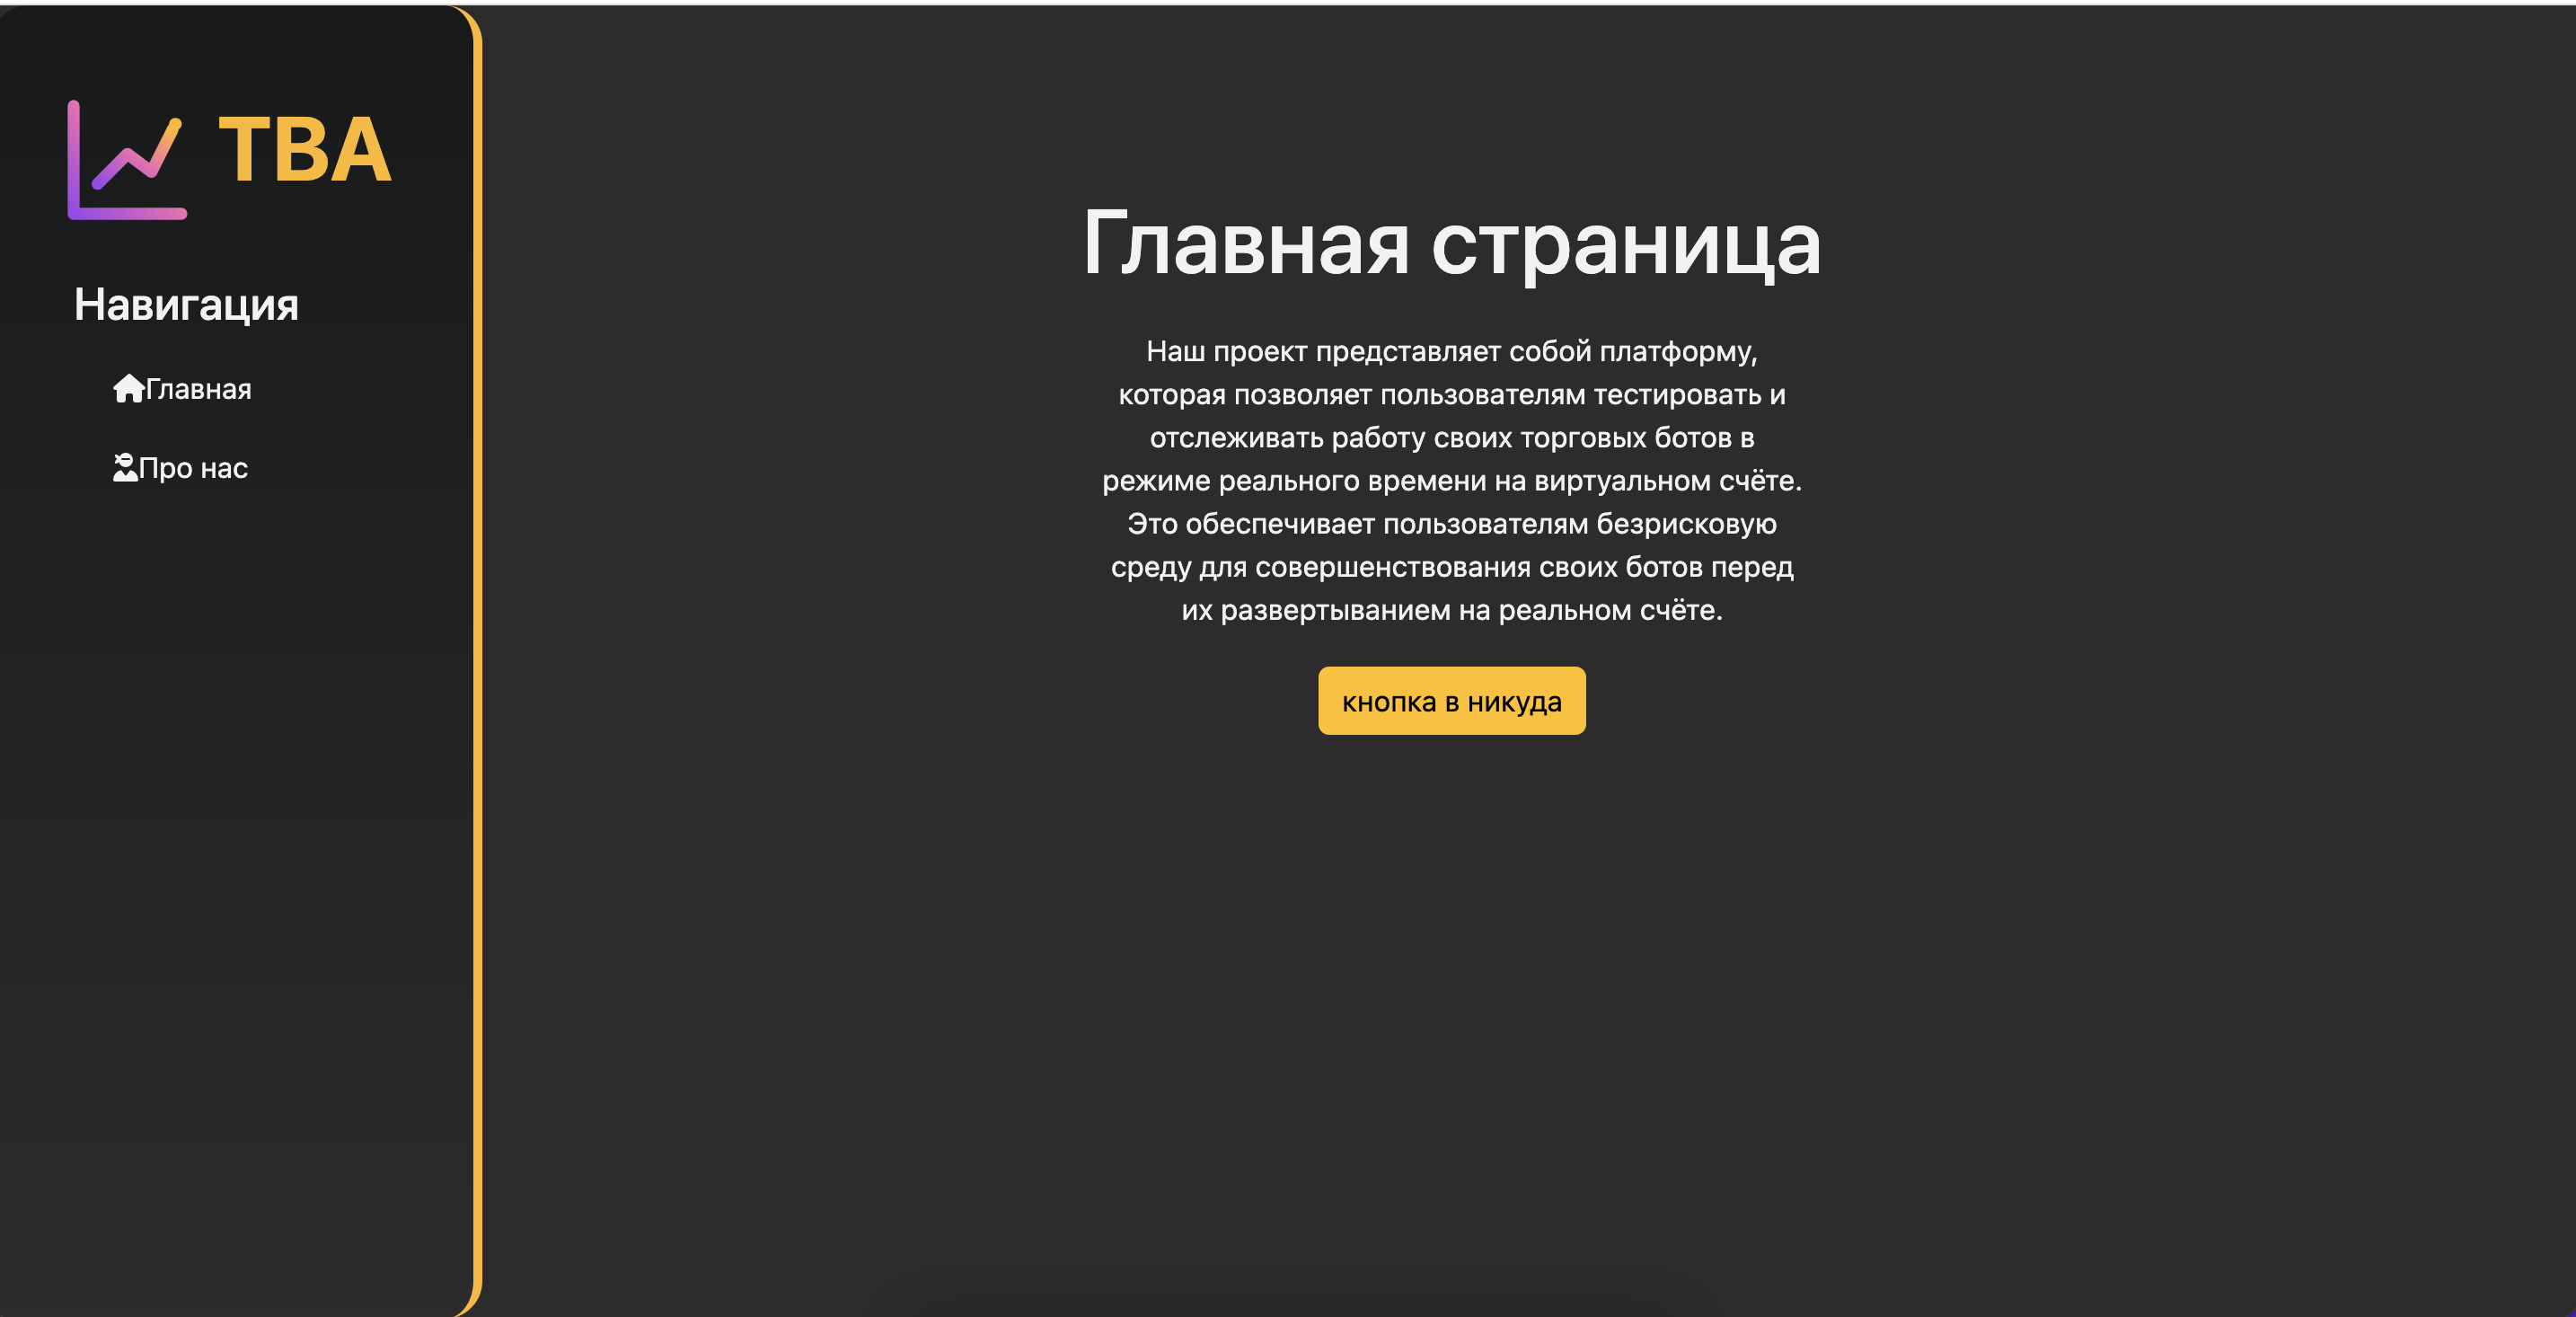 TBA
Навигация
Главная
Про нас
Главная страница
Наш проект представляет собой платформу,
которая позволяет пользователям тестировать и
отслеживать работу своих торговых ботов в
режиме реального времени на виртуальном счёте.
Это обеспечивает пользователям безрисковую
среду для совершенствования своих ботов перед
их развертыванием на реальном счёте.
кнопка в никуда